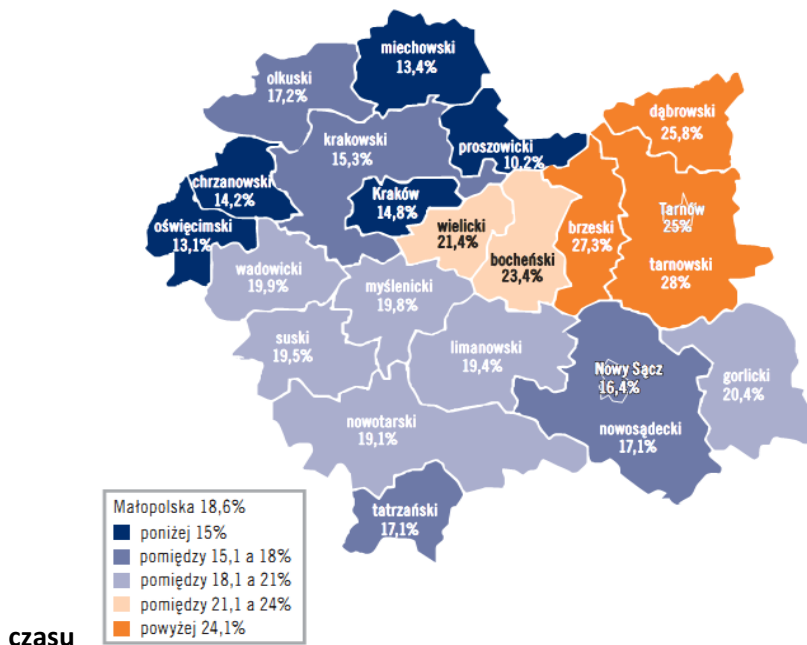 miechowski
13,4%
olkuski
17,2%
dąbrowski
25,8%
krakowski
15,3%
proszowicki
10,2%
chrzanowski
14,2%
Kraków
14,8%
Tarnów
25%
oświęcimski
13,1%
wielicki
21,4%
brzeski
27,3%
bocheński
23,4%
tarnowski
28%
wadowicki
19,9%
myślenicki
19,8%
suski
19,5%
limanowski
19,4%
Nowy Sącz
16,4%
gorlicki
20,4%
nowotarski
19,1%
nowosądecki
17,1%
tatrzański
17,1%
Małopolska 18,6%
poniżej 15%
pomiędzy 15,1 a 18%
pomiędzy 18,1 a 21%
pomiędzy 21,1 a 24%
powyżej 24,1%
czasu